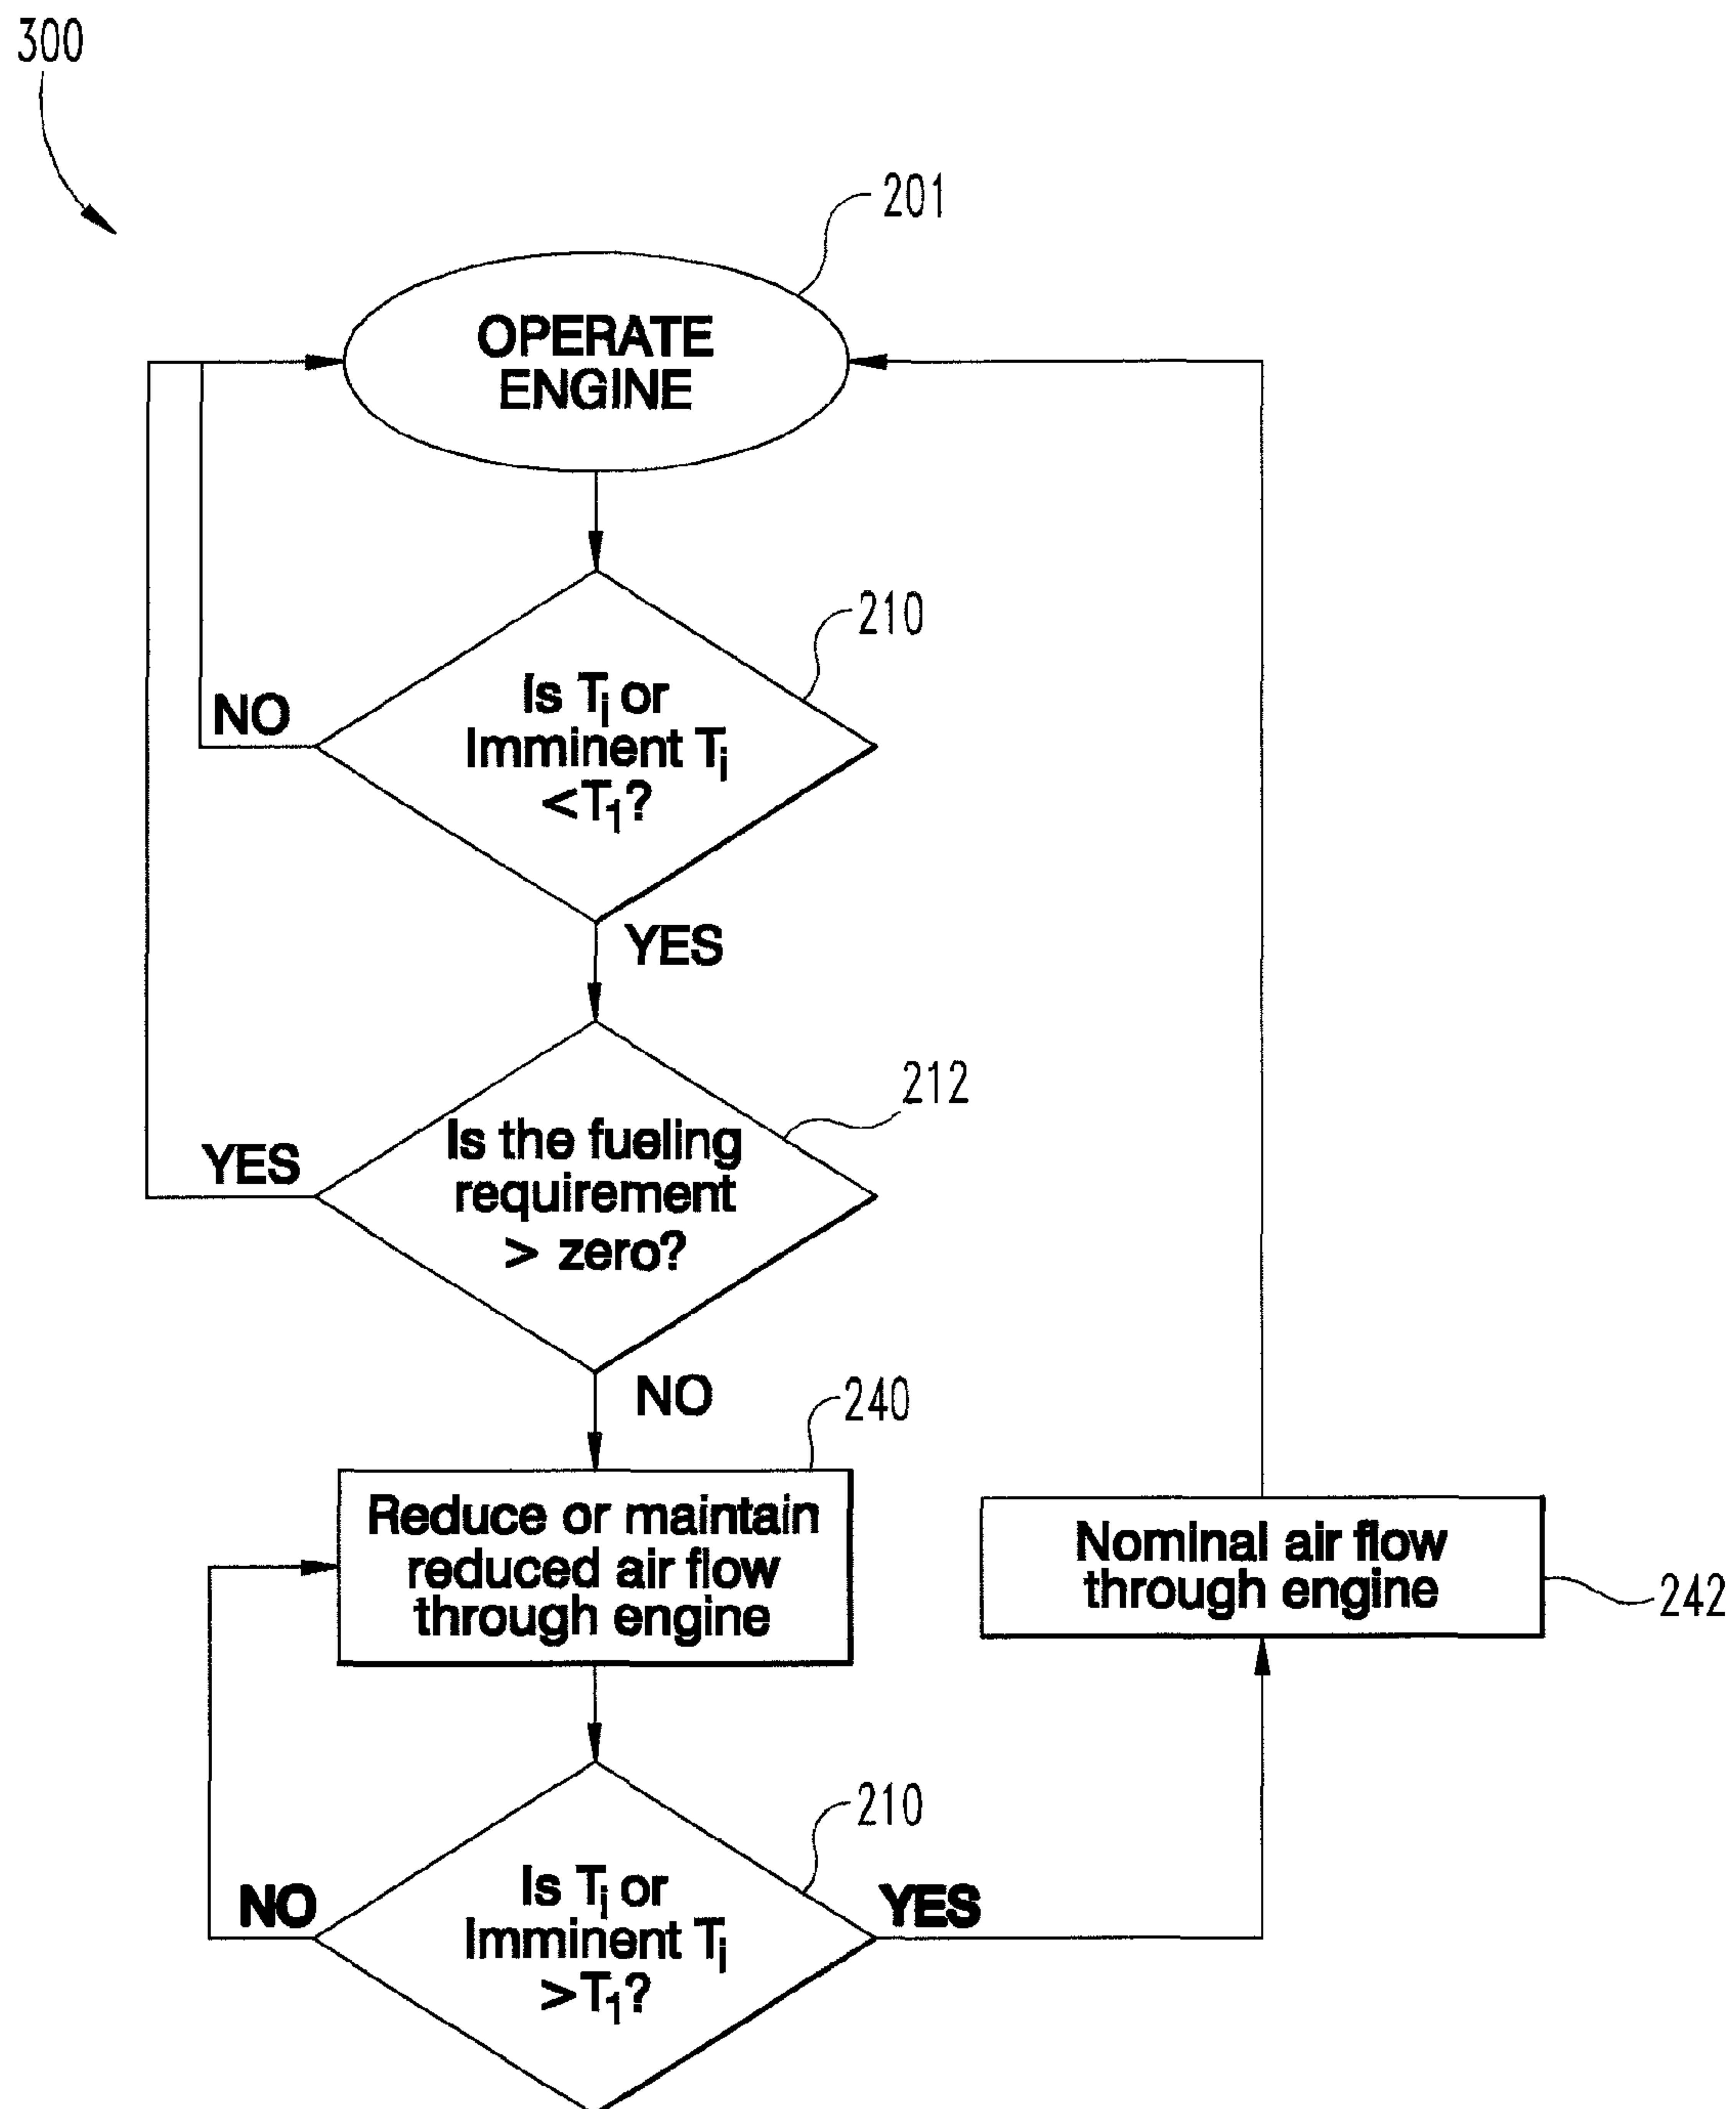 300
201
OPERATE
ENGINE
210
Is Ti or
Imminent Ti
<T1?
NO
YES
212
Is the fueling
requirement
> zero?
YES
NO
240
Reduce or maintain
reduced air flow
through engine
Nominal air flow
through engine
242
210
Is Ti or
Imminent Ti
>T1?
NO
YES